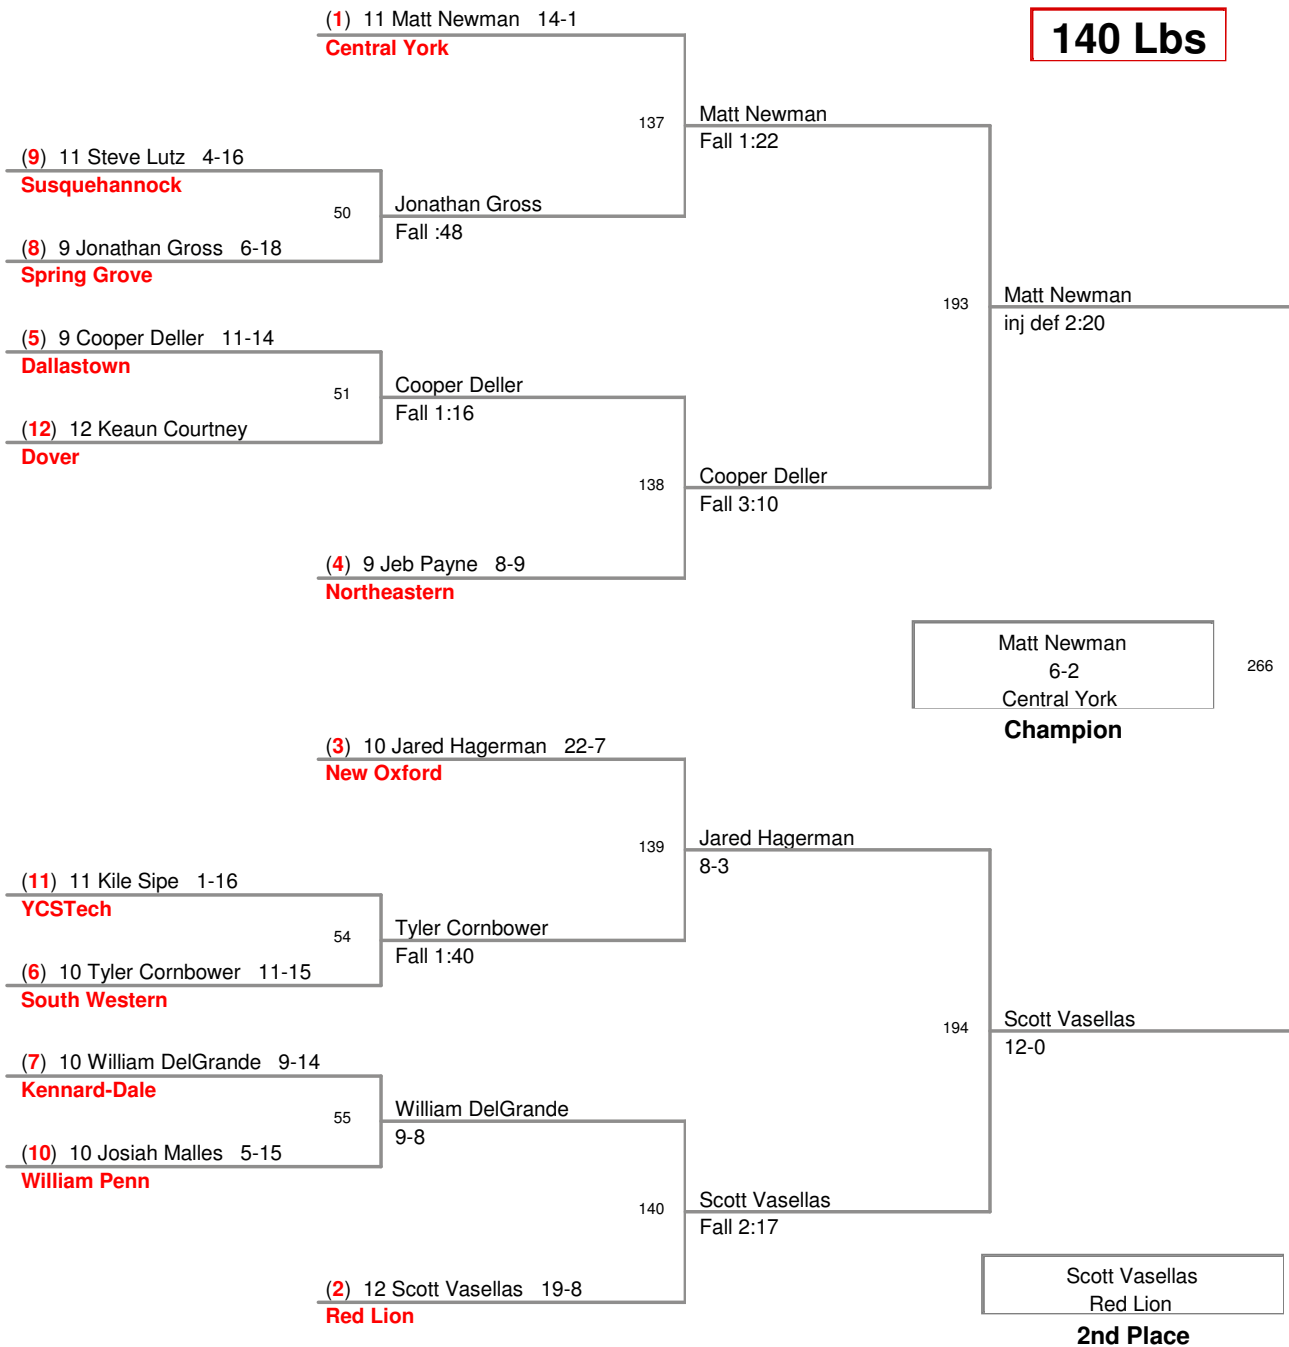 (1) 11 Matt Newman 14-1
Central York
140 Lbs
137
Matt Newman
Fall 1:22
(9) 11 Steve Lutz 4-16
Susquehannock
50
Jonathan Gross
Fall :48
(8) 9 Jonathan Gross 6-18
Spring Grove
193
Matt Newman
inj def 2:20
(5) 9 Cooper Deller 11-14
Dallastown
51
Cooper Deller
Fall 1:16
(12) 12 Keaun Courtney
Dover
138
Cooper Deller
Fall 3:10
(4) 9 Jeb Payne 8-9
Northeastern
Matt Newman
6-2
Central York
266
Champion
(3) 10 Jared Hagerman 22-7
New Oxford
139
Jared Hagerman
8-3
(11) 11 Kile Sipe 1-16
YCSTech
54
Tyler Cornbower
Fall 1:40
(6) 10 Tyler Cornbower 11-15
South Western
194
Scott Vasellas
12-0
(7) 10 William DelGrande 9-14
Kennard-Dale
55
William DelGrande
9-8
(10) 10 Josiah Malles 5-15
William Penn
140
Scott Vasellas
Fall 2:17
(2) 12 Scott Vasellas 19-8
Red Lion
Scott Vasellas
Red Lion
2nd Place